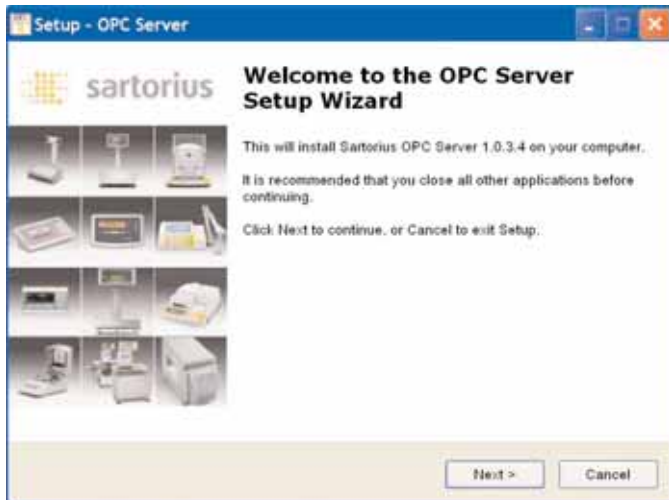 Setup - OPC Server
sartorius
Welcome to the OPC Server
Setup Wizard
This will install Sartorius OPC Server 1.0.3.4 on your computer.
It is recommended that you close all other applications before
continuing.
Click Next to continue, or Cancel to exit Setup.
Next >
Cancel